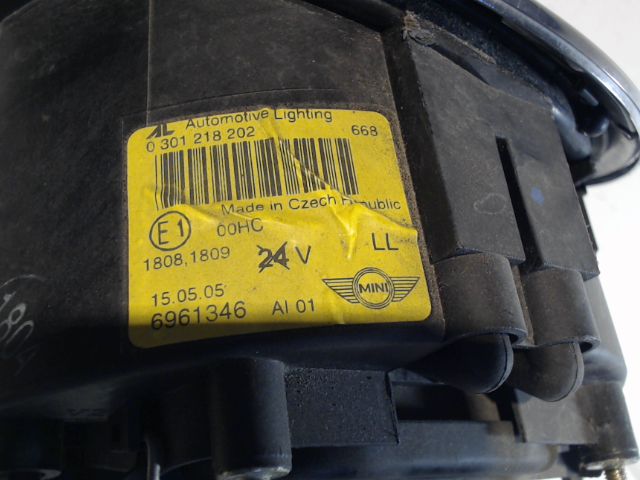 AL Automotive Lighting
0 301 218 202 668
Made in Czech Republic
E1 00HC
1808,1809 24 V LL
15.05.05 MINI
6961346 AI 01
1804